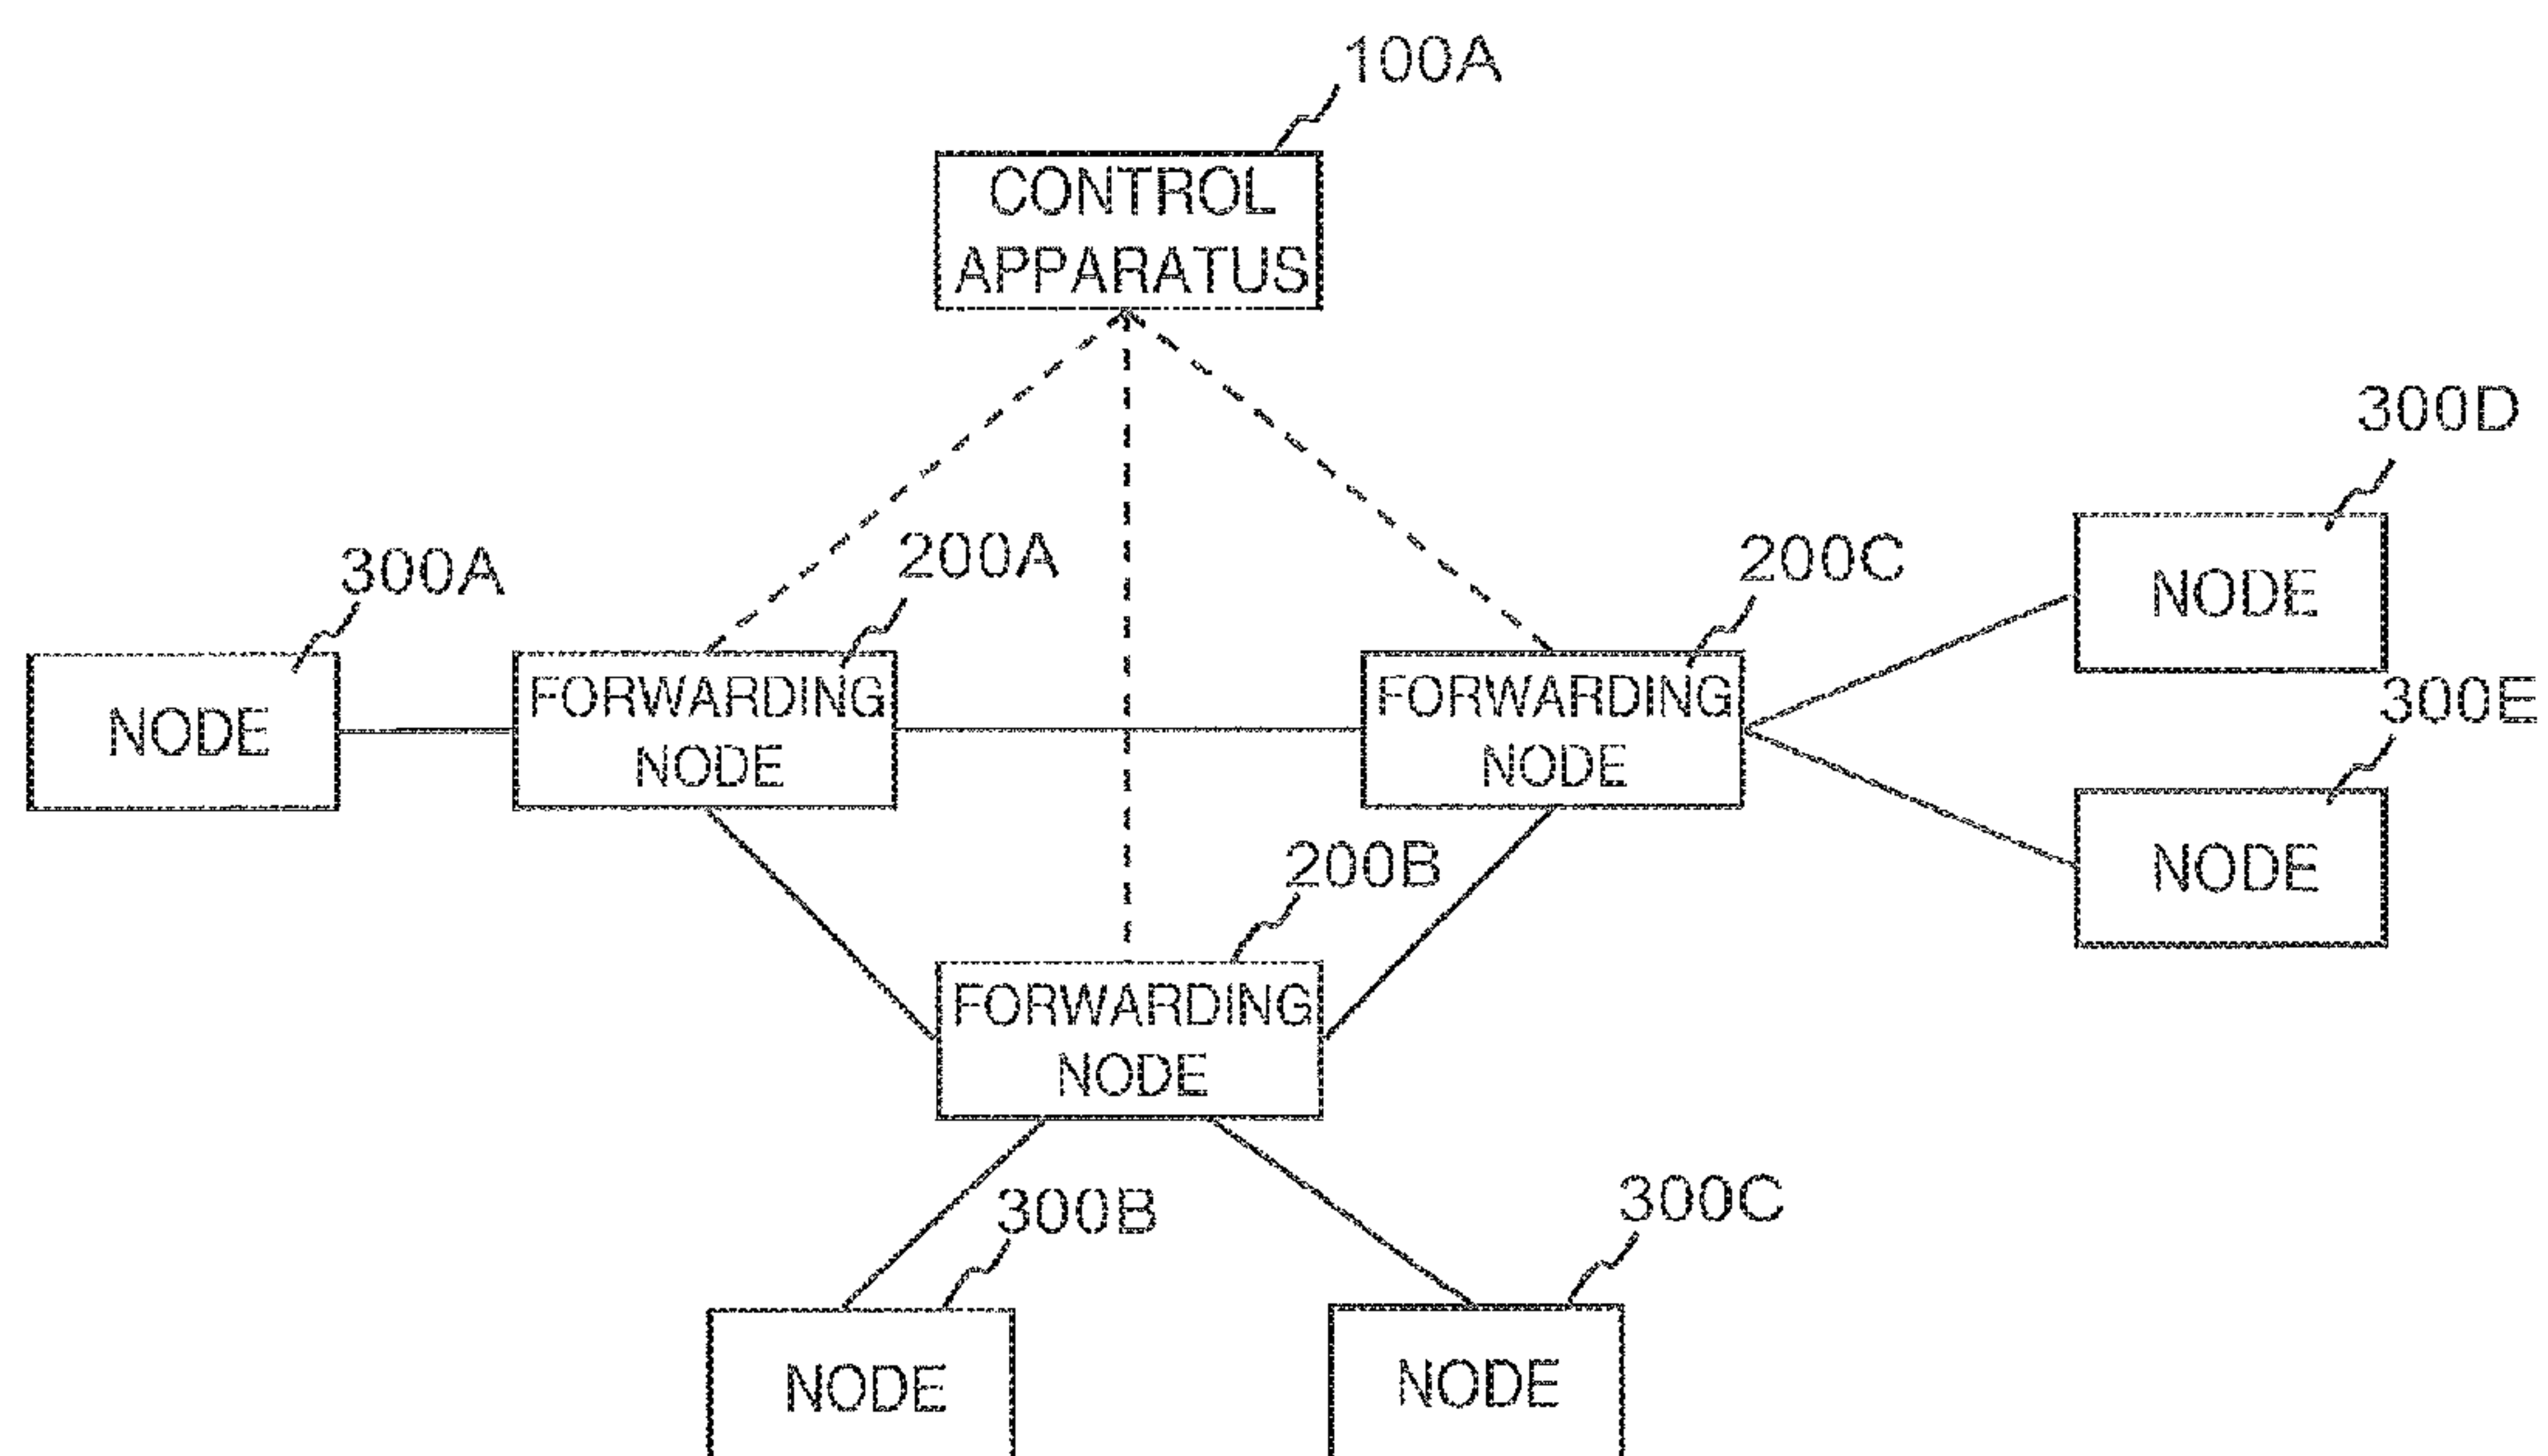 100A
CONTROL
APPARATUS
300D
300A
200A
200C
NODE
300E
NODE
FORWARDING
NODE
FORWARDING
NODE
NODE
200B
FORWARDING
NODE
300B
300C
NODE
NODE